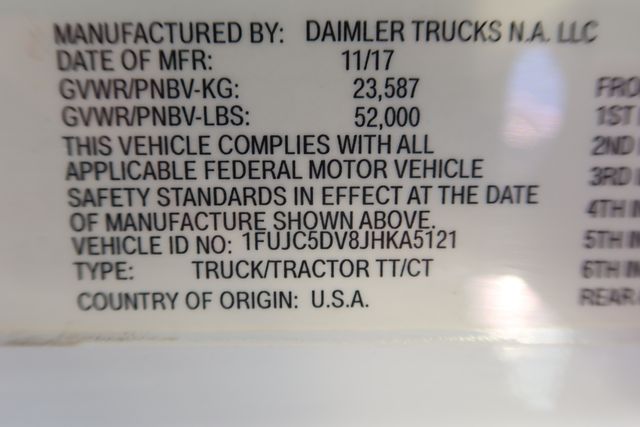 MANUFACTURED BY: DAIMLER TRUCKS N.A. LLC
DATE OF MFR: 11/17
GVWR/PNBV-KG: 23,587
GVWR/PNBV-LBS: 52,000
THIS VEHICLE COMPLIES WITH ALL
APPLICABLE FEDERAL MOTOR VEHICLE
SAFETY STANDARDS IN EFFECT AT THE DATE
OF MANUFACTURE SHOWN ABOVE.
VEHICLE ID NO: 1FUJC5DV8JHKA5121
TYPE: TRUCK/TRACTOR TT/CT
COUNTRY OF ORIGIN: U.S.A.
FRO
1ST
2ND
3RD
4TH
5TH
6TH
REAR